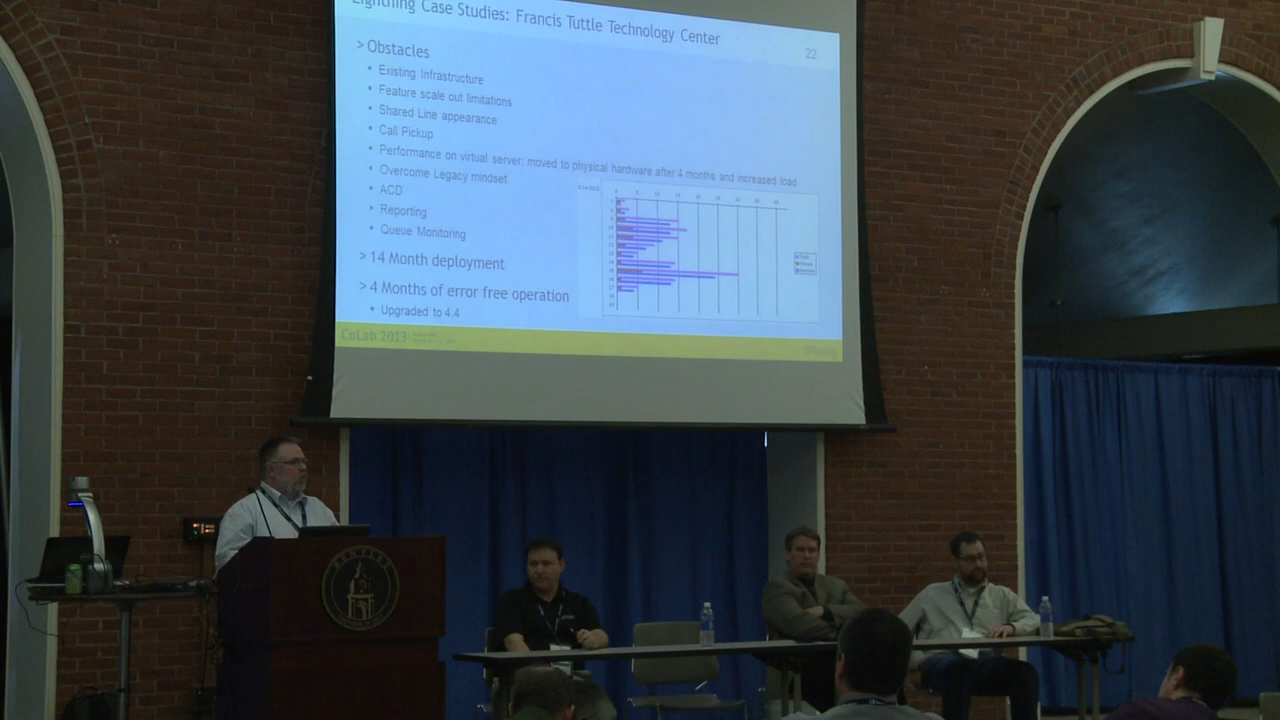 Lightning Case Studies: Francis Tuttle Technology Center
22
> Obstacles
• Existing Infrastructure
• Feature scale out limitations
• Shared Line appearance
• Call Pickup
• Performance on virtual server; moved to physical hardware after 4 months and increased load
• Overcome Legacy mindset
• ACD
• Reporting
• Queue Monitoring
> 14 Month deployment
> 4 Months of error free operation
• Upgraded to 4.4
CoLab 2013
BENTLEY